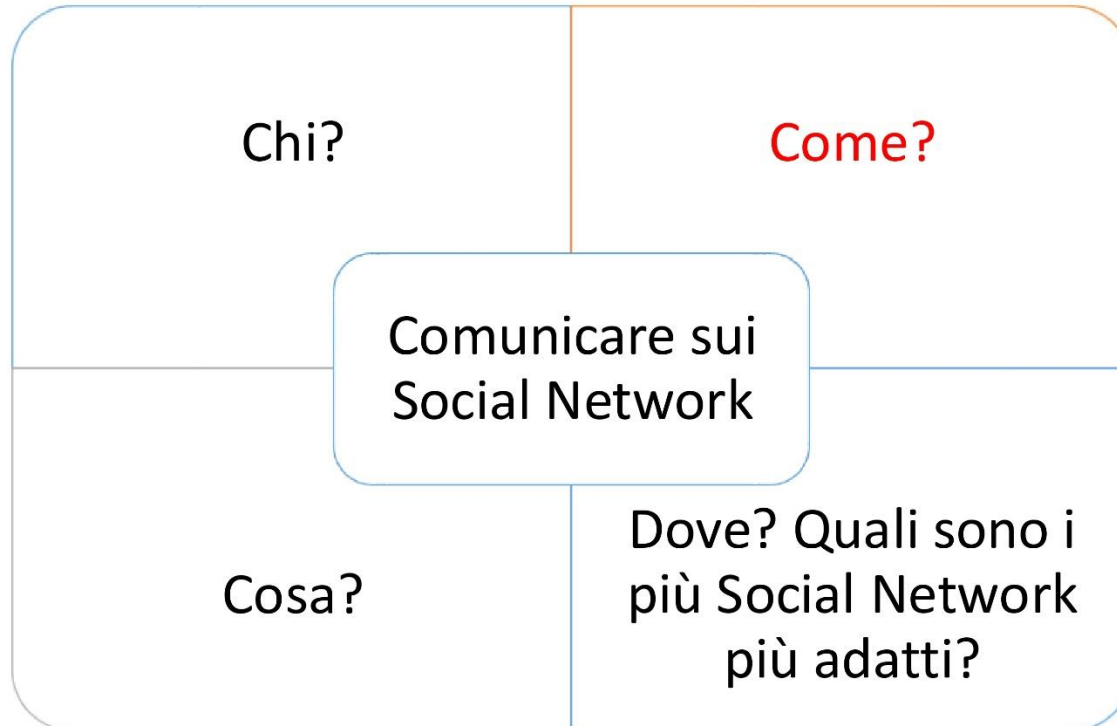 Chi?
Come?
Comunicare sui
Social Network
Cosa?
Dove? Quali sono i
più Social Network
più adatti?